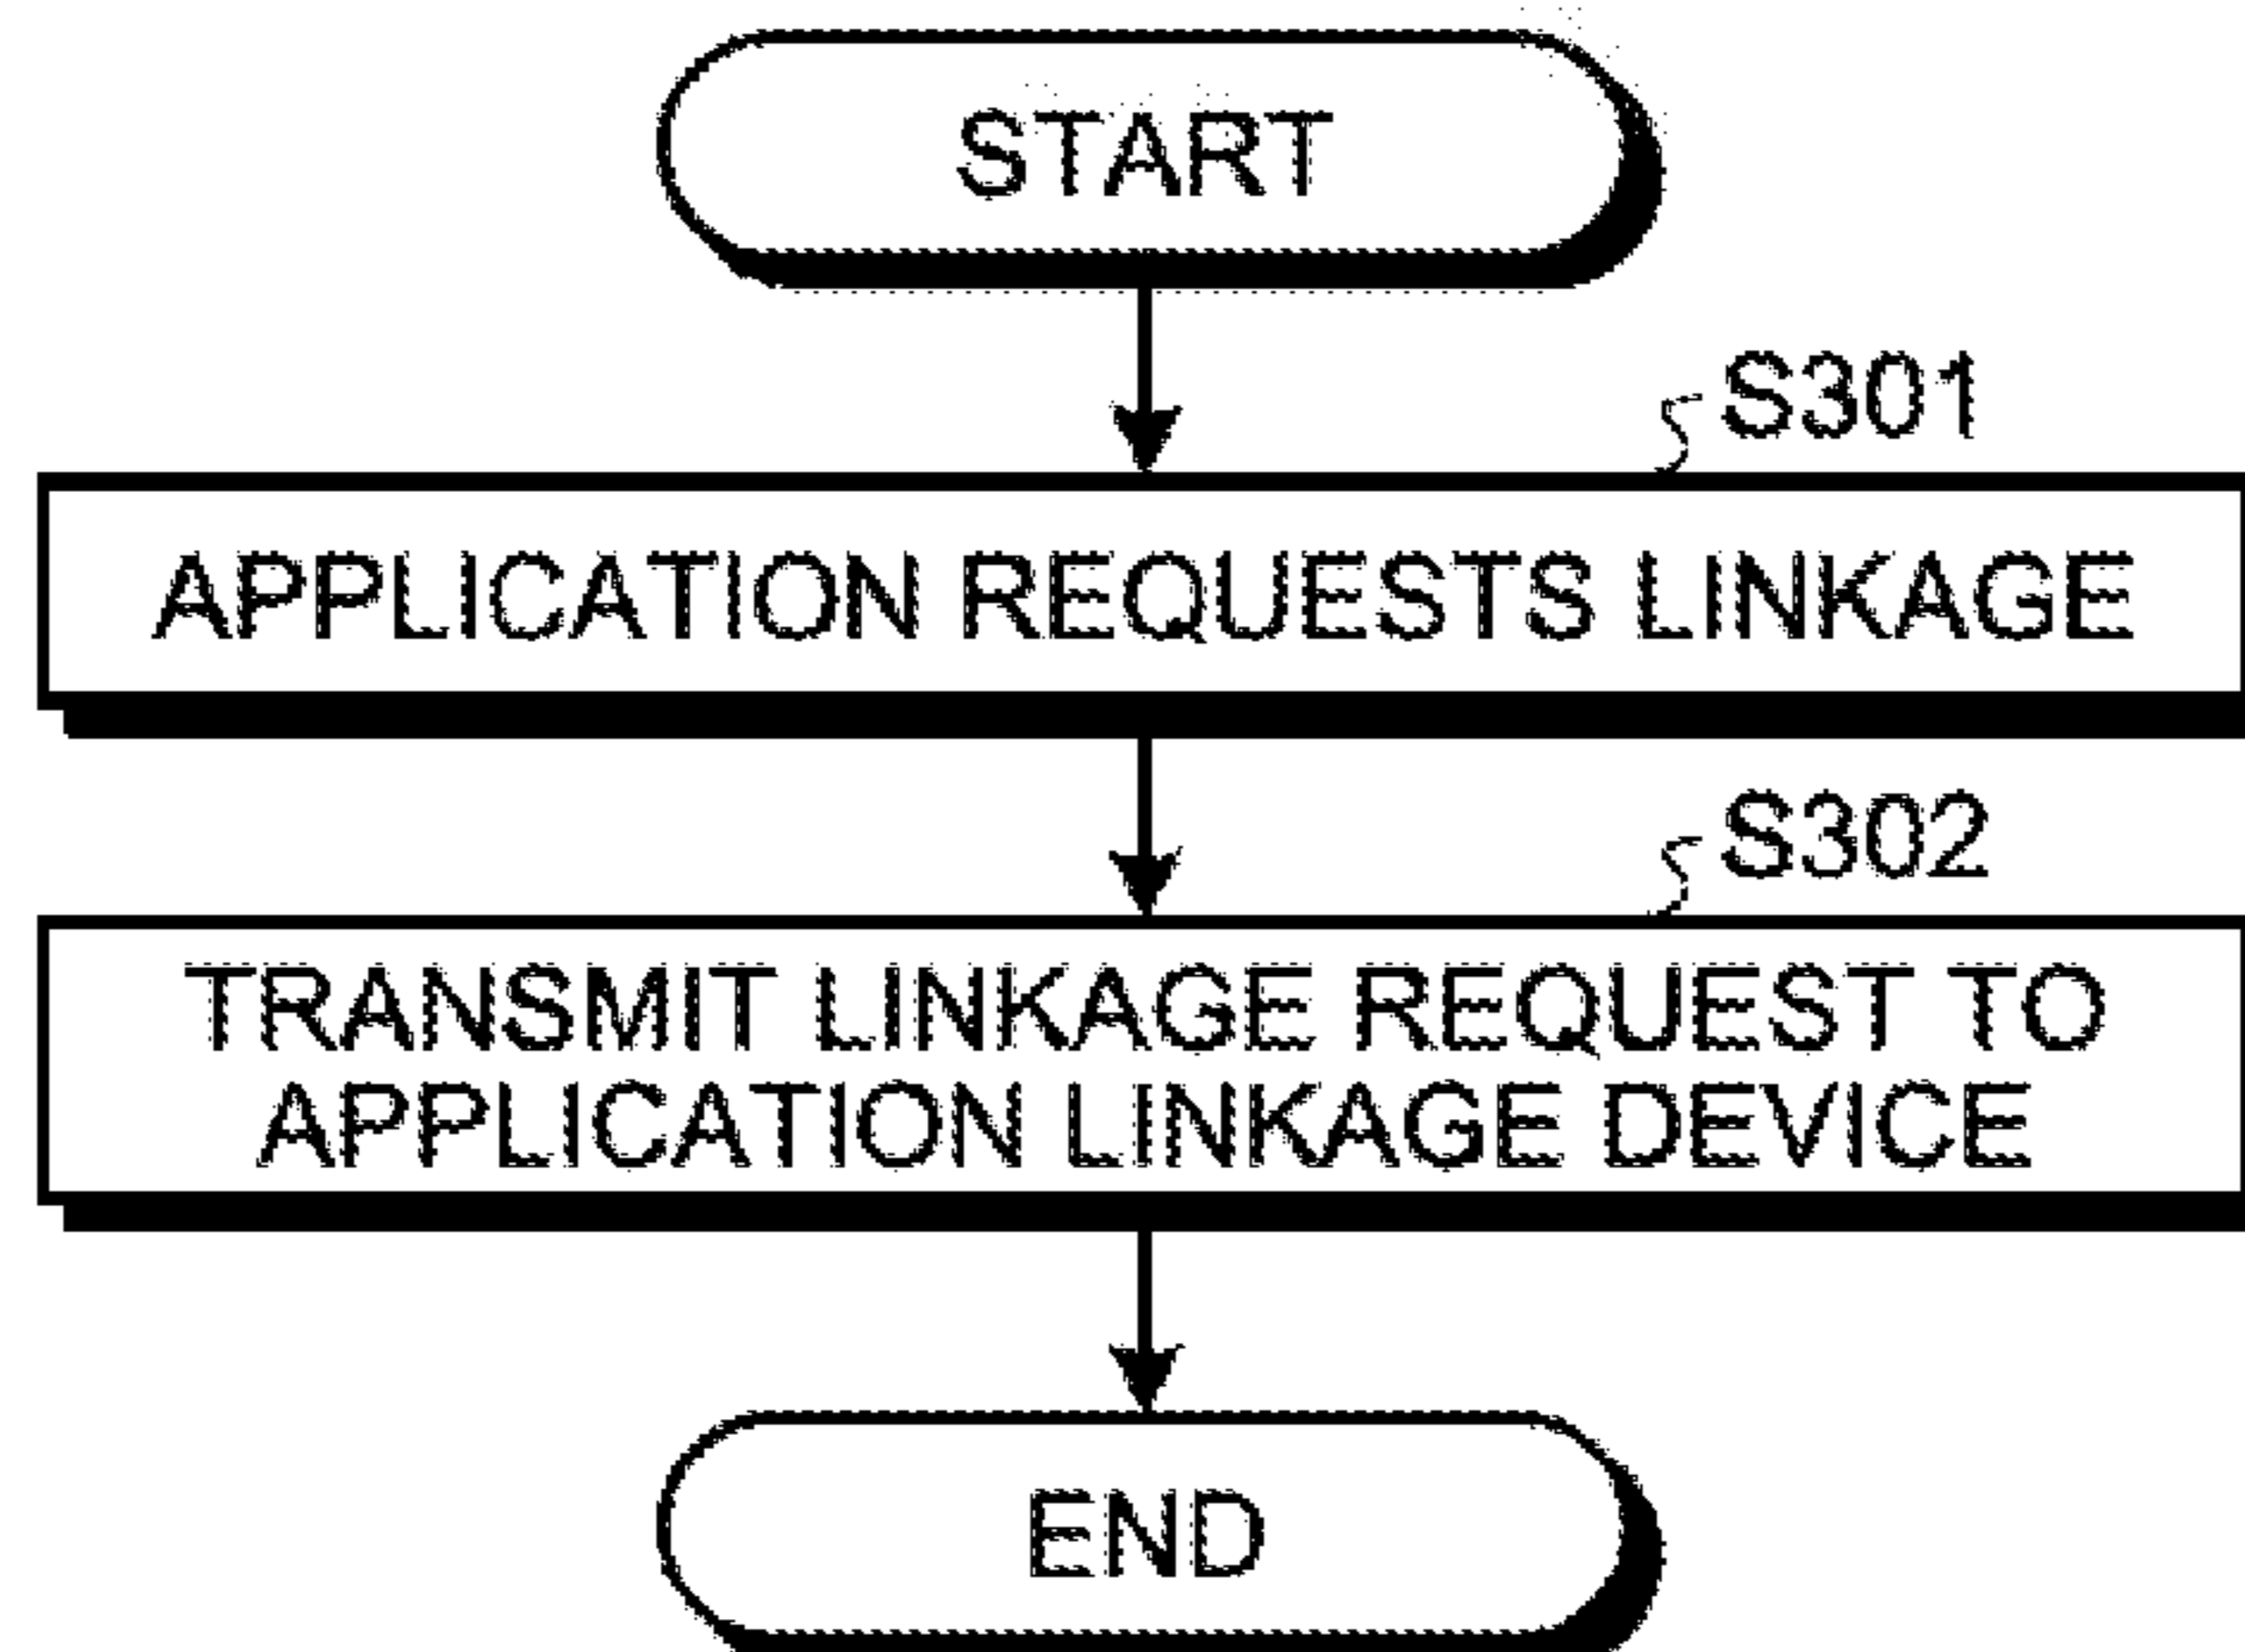 START
S301
APPLICATION REQUESTS LINKAGE
S302
TRANSMIT LINKAGE REQUEST TO
APPLICATION LINKAGE DEVICE
END